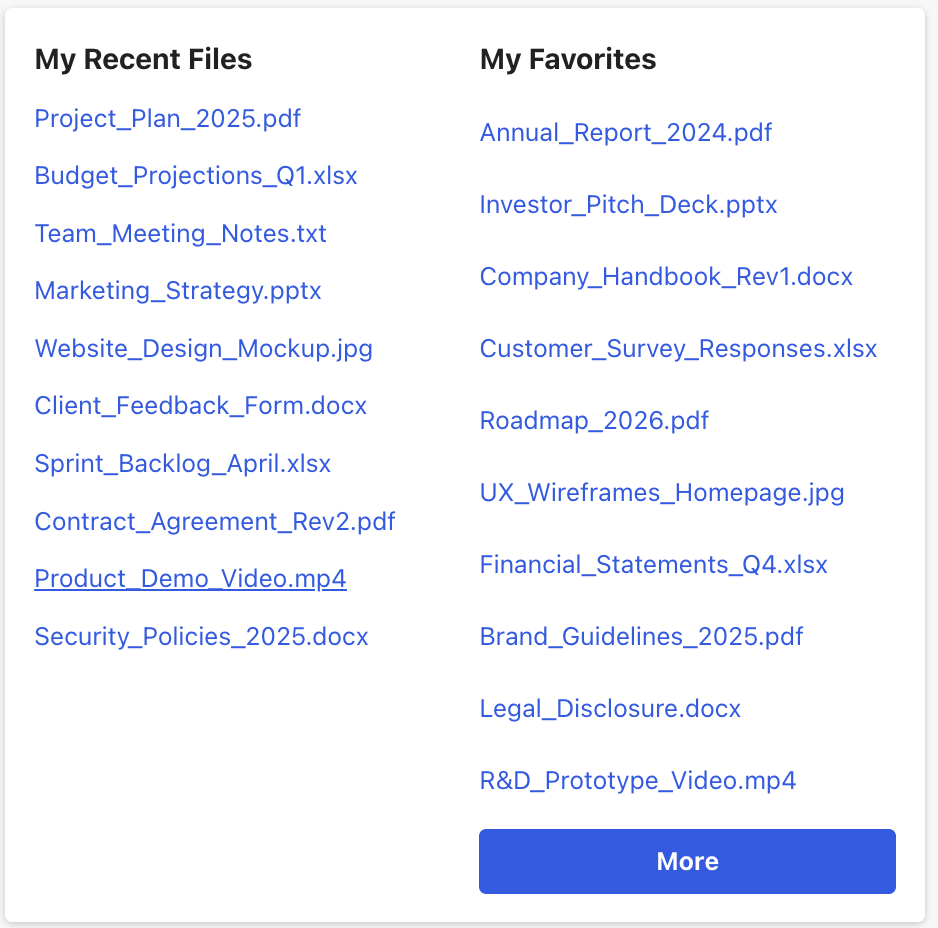 My Recent Files
Project_Plan_2025.pdf
Budget_Projections_Q1.xlsx
Team_Meeting_Notes.txt
Marketing_Strategy.pptx
Website_Design_Mockup.jpg
Client_Feedback_Form.docx
Sprint_Backlog_April.xlsx
Contract_Agreement_Rev2.pdf
Product_Demo_Video.mp4
Security_Policies_2025.docx
My Favorites
Annual_Report_2024.pdf
Investor_Pitch_Deck.pptx
Company_Handbook_Rev1.docx
Customer_Survey_Responses.xlsx
Roadmap_2026.pdf
UX_Wireframes_Homepage.jpg
Financial_Statements_Q4.xlsx
Brand_Guidelines_2025.pdf
Legal_Disclosure.docx
R&D_Prototype_Video.mp4
More